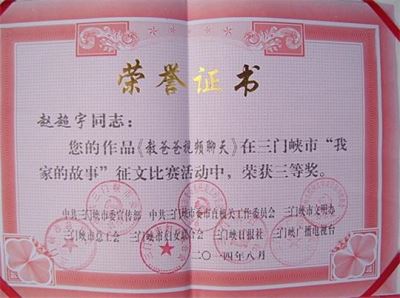 荣誉证书
赵超宇同志：
您的作品《教爸爸视频聊天》在三门峡市“我
家的故事”征文比赛活动中，荣获三等奖。
中共三门峡市委宣传部 中共三门峡市委市直机关工作委员会 三门峡市文明办
三门峡市总工会 三门峡市妇女联合会 三门峡日报社 三门峡广播电视台
二〇一四年八月